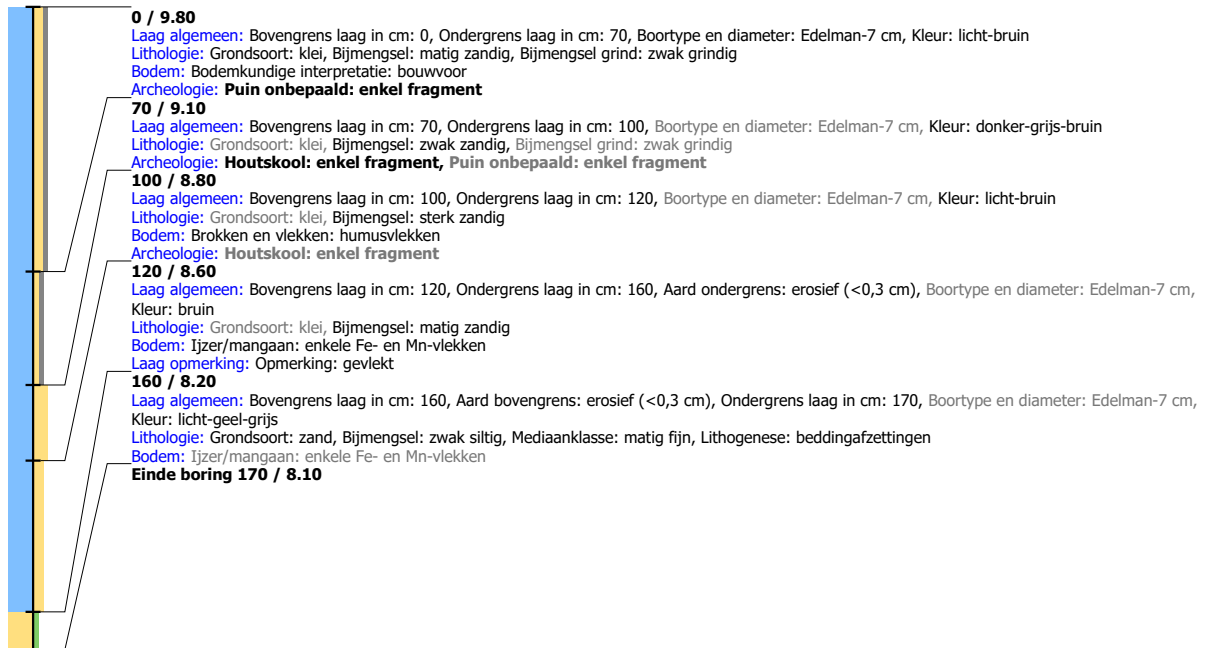 0 / 9.80
Laag algemeen: Bovengrens laag in cm: 0, Ondergrens laag in cm: 70, Boortype en diameter: Edelman-7 cm, Kleur: licht-bruin
Lithologie: Grondsoort: klei, Bijmengsel: matig zandig, Bijmengsel grind: zwak grindig
Bodem: Bodemkundige interpretatie: bouwvoor
Archeologie: Puin onbepaald: enkel fragment
70 / 9.10
Laag algemeen: Bovengrens laag in cm: 70, Ondergrens laag in cm: 100, Boortype en diameter: Edelman-7 cm, Kleur: donker-grijs-bruin
Lithologie: Grondsoort: klei, Bijmengsel: zwak zandig, Bijmengsel grind: zwak grindig
Archeologie: Houtskool: enkel fragment, Puin onbepaald: enkel fragment
100 / 8.80
Laag algemeen: Bovengrens laag in cm: 100, Ondergrens laag in cm: 120, Boortype en diameter: Edelman-7 cm, Kleur: licht-bruin
Lithologie: Grondsoort: klei, Bijmengsel: sterk zandig
Bodem: Brokken en vlekken: humusvlekken
Archeologie: Houtskool: enkel fragment
120 / 8.60
Laag algemeen: Bovengrens laag in cm: 120, Ondergrens laag in cm: 160, Aard ondergrens: erosief (<0,3 cm), Boortype en diameter: Edelman-7 cm,
Kleur: bruin
Lithologie: Grondsoort: klei, Bijmengsel: matig zandig
Bodem: Ijzer/mangaan: enkele Fe- en Mn-vlekken
Laag opmerking: Opmerking: gevlekt
160 / 8.20
Laag algemeen: Bovengrens laag in cm: 160, Aard bovengrens: erosief (<0,3 cm), Ondergrens laag in cm: 170, Boortype en diameter: Edelman-7 cm,
Kleur: licht-geel-grijs
Lithologie: Grondsoort: zand, Bijmengsel: zwak siltig, Mediaanklasse: matig fijn, Lithogenese: beddingafzettingen
Bodem: Ijzer/mangaan: enkele Fe- en Mn-vlekken
Einde boring 170 / 8.10